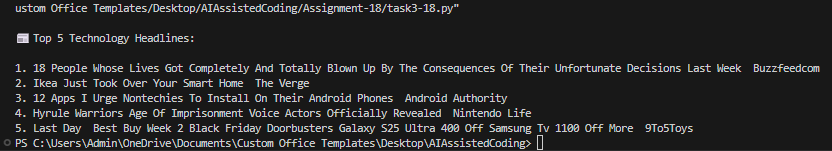 ustom Office Templates/Desktop/AIAssistedCoding/Assignment-18/task3-18.py"
📰 Top 5 Technology Headlines:
1. 18 People Whose Lives Got Completely And Totally Blown Up By The Consequences Of Their Unfortunate Decisions Last Week  Buzzfeedcom
2. Ikea Just Took Over Your Smart Home  The Verge
3. 12 Apps I Urge Nontechies To Install On Their Android Phones  Android Authority
4. Hyrule Warriors Age Of Imprisonment Voice Actors Officially Revealed  Nintendo Life
5. Last Day  Best Buy Week 2 Black Friday Doorbusters Galaxy S25 Ultra 400 Off Samsung Tv 1100 Off More  9To5Toys
PS C:\Users\Admin\OneDrive\Documents\Custom Office Templates\Desktop\AIAssistedCoding>